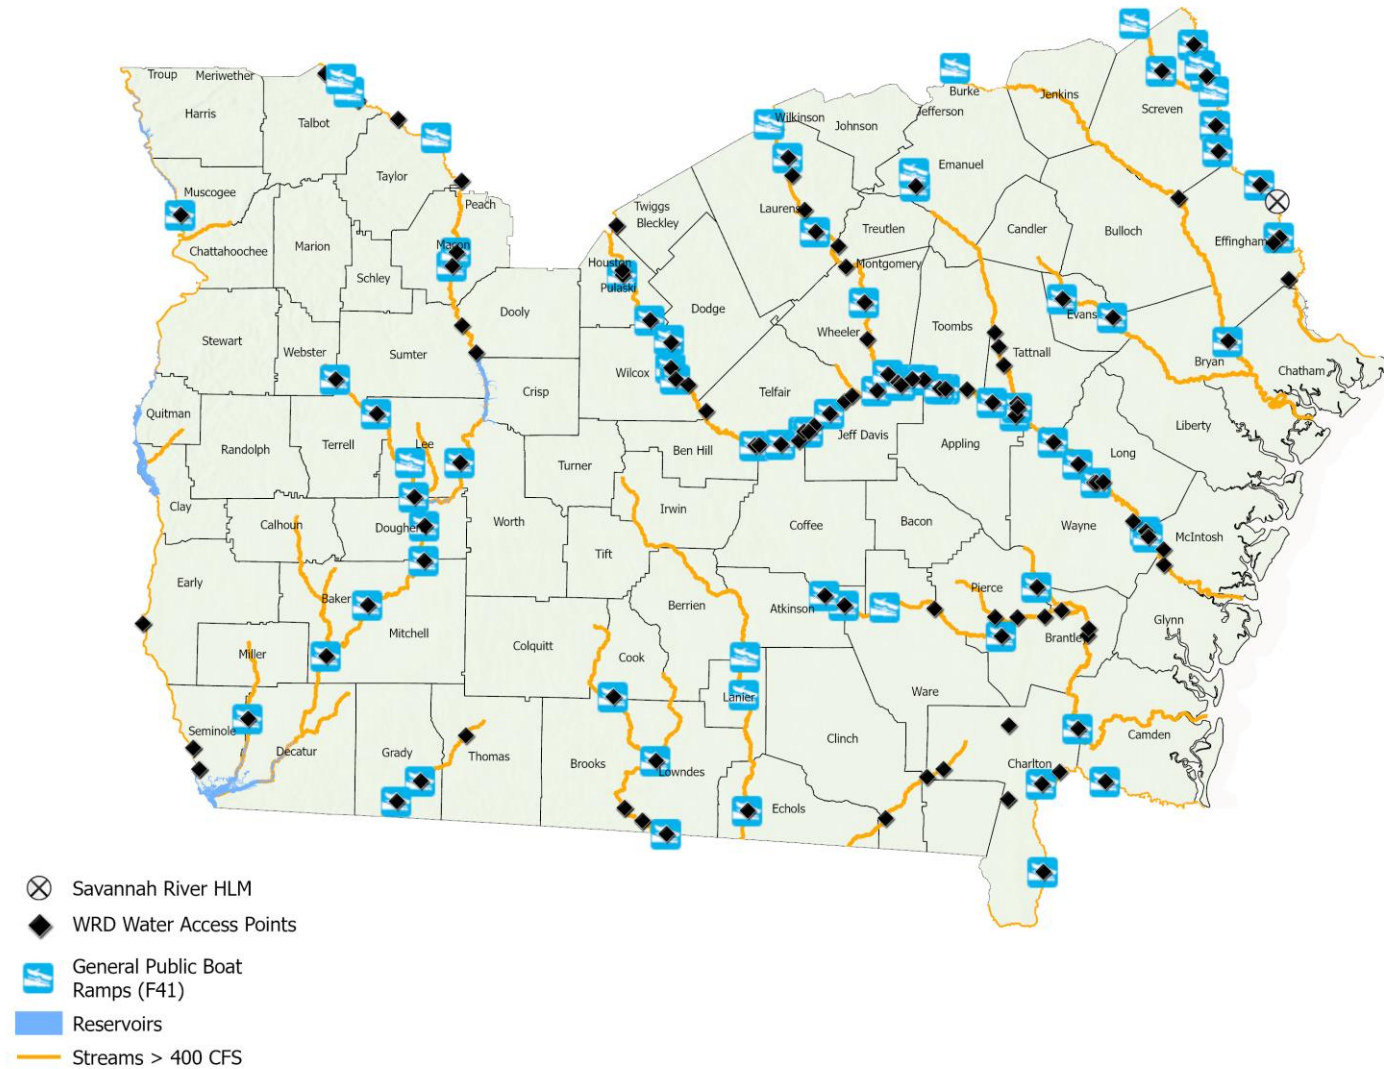 Troup
Meriwether
Harris
Talbot
Muscogee
Taylor
Peach
Chattahoochee
Marion
Macon
Schley
Dooly
Stewart
Webster
Sumter
Crisp
Quitman
Randolph
Terrell
Lee
Turner
Clay
Calhoun
Worth
Early
Baker
Mitchell
Miller
Colquitt
Seminole
Decatur
Grady
Thomas
Brooks
Wilkinson
Johnson
Jefferson
Burke
Jenkins
Screven
Emanuel
Twiggs
Bleckley
Laurens
Treutlen
Candler
Bulloch
Effingham
Houston
Pulaski
Montgomery
Dodge
Wheeler
Toombs
Tattnall
Evans
Bryan
Chatham
Wilcox
Telfair
Ben Hill
Jeff Davis
Appling
Long
Liberty
Irwin
Coffee
Bacon
Wayne
McIntosh
Tift
Berrien
Atkinson
Pierce
Brantley
Glynn
Cook
Lanier
Ware
Clinch
Camden
Lowndes
Echols
Charlton
Savannah River HLM
WRD Water Access Points
General Public Boat
Ramps (F41)
Reservoirs
Streams > 400 CFS